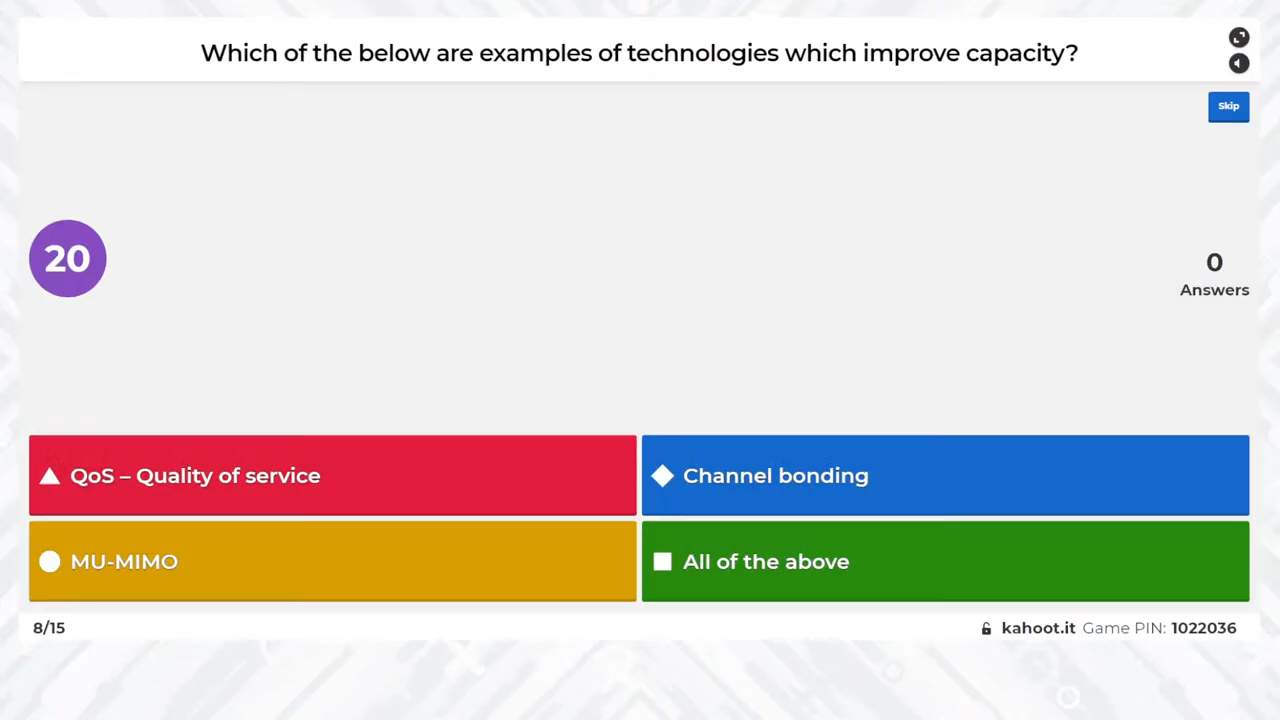 Which of the below are examples of technologies which improve capacity?
Skip
20
0
Answers
QoS – Quality of service
Channel bonding
MU-MIMO
All of the above
8/15
kahoot.it Game PIN: 1022036